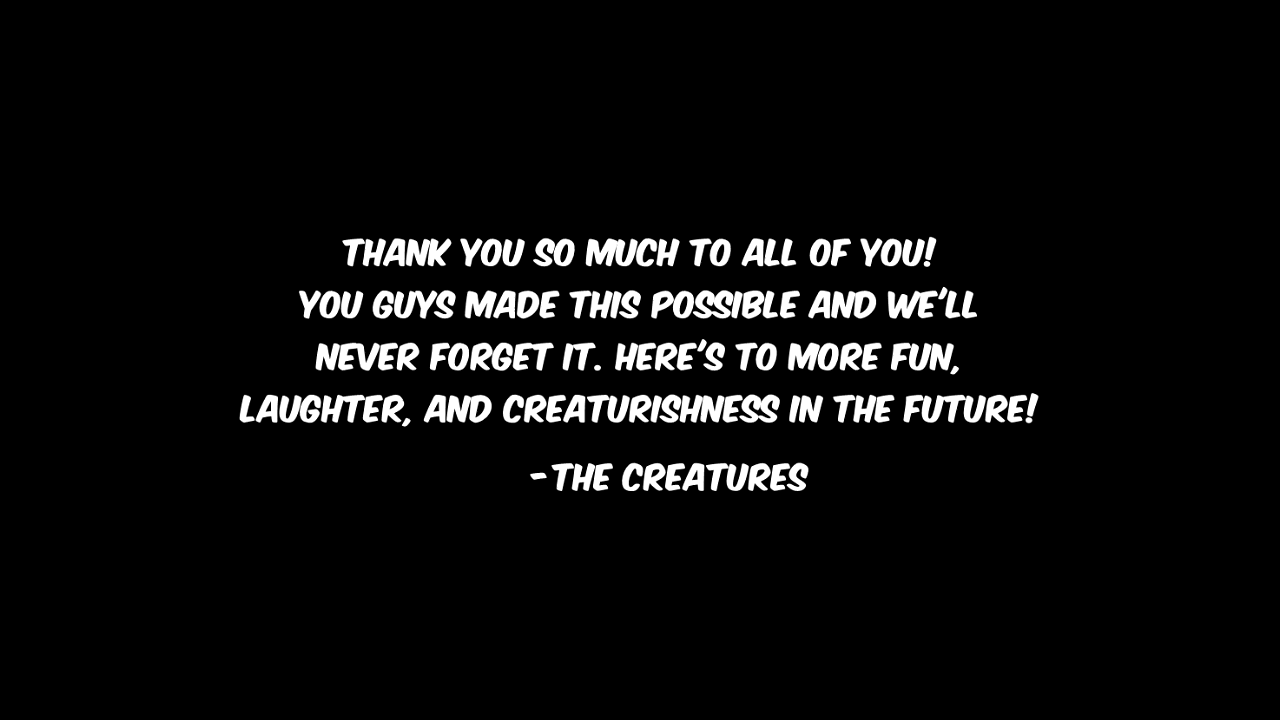 THANK YOU SO MUCH TO ALL OF YOU!
YOU GUYS MADE THIS POSSIBLE AND WE'LL
NEVER FORGET IT. HERE'S TO MORE FUN,
LAUGHTER, AND CREATURISHNESS IN THE FUTURE!
-THE CREATURES